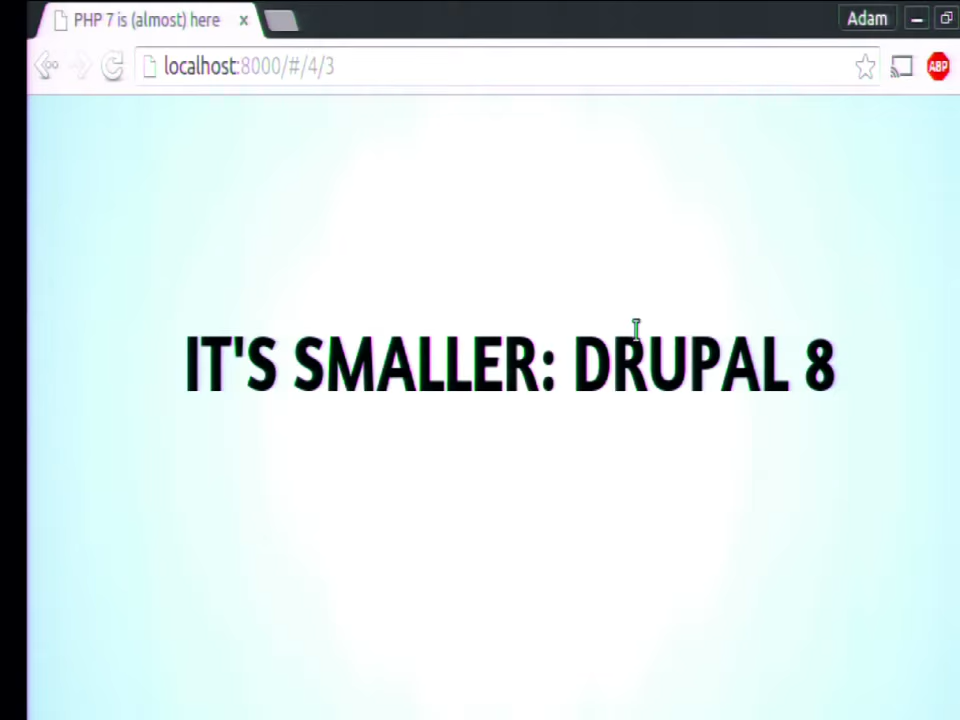 PHP 7 is (almost) here
Adam
localhost:8000/#/4/3
ABP
IT'S SMALLER: DRUPAL 8